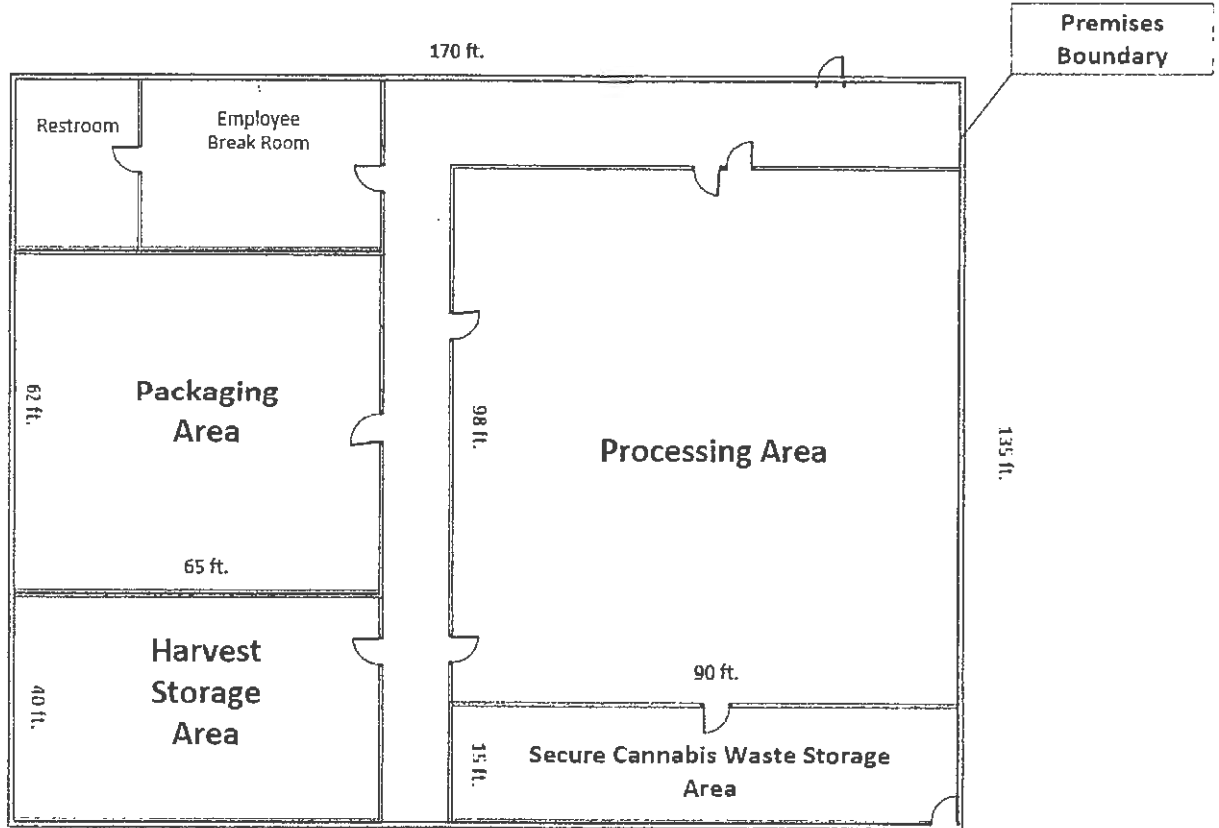 Premises
Boundary
170 ft.
Restroom
Employee
Break Room
Packaging
Area
62 ft.
98 ft.
Processing Area
135 ft.
65 ft.
Harvest
Storage
Area
40 ft.
90 ft.
15 ft.
Secure Cannabis Waste Storage
Area